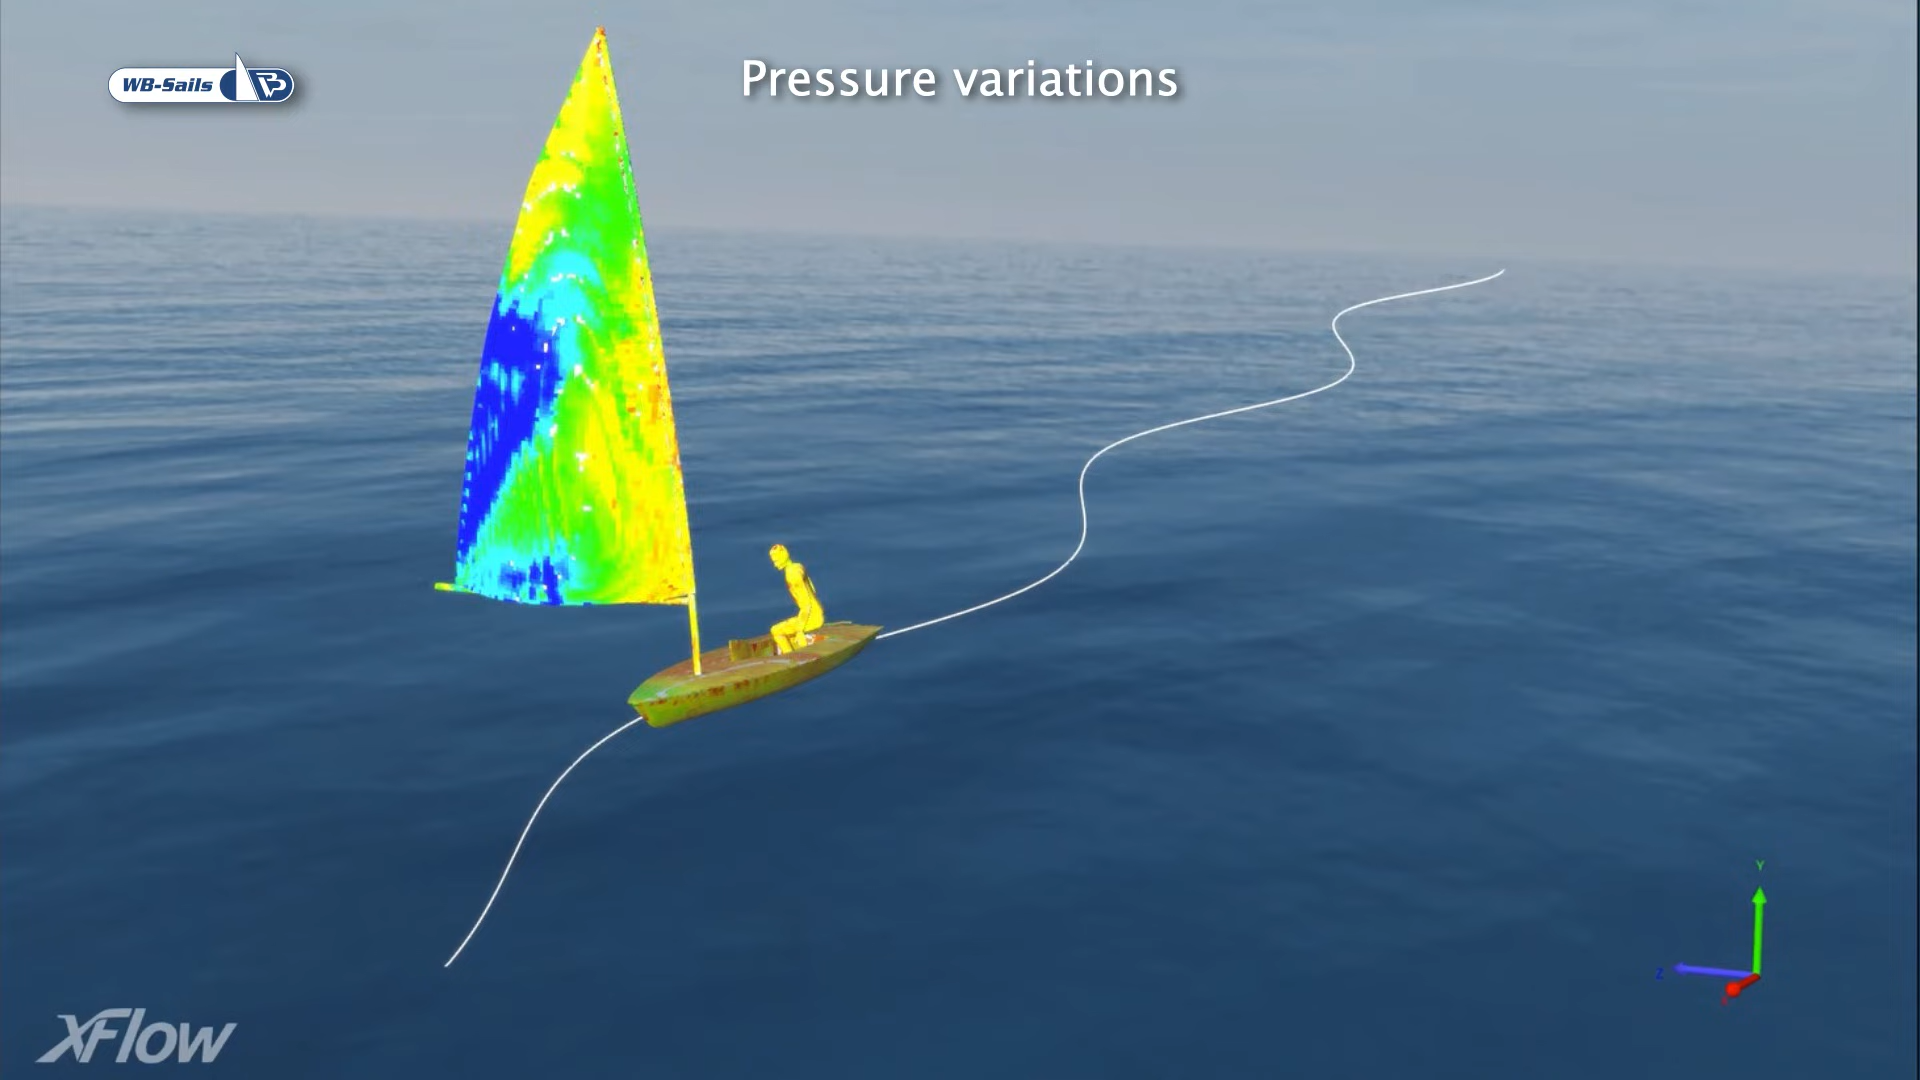 WB-Sails
Pressure variations
Y
Z
XFlow